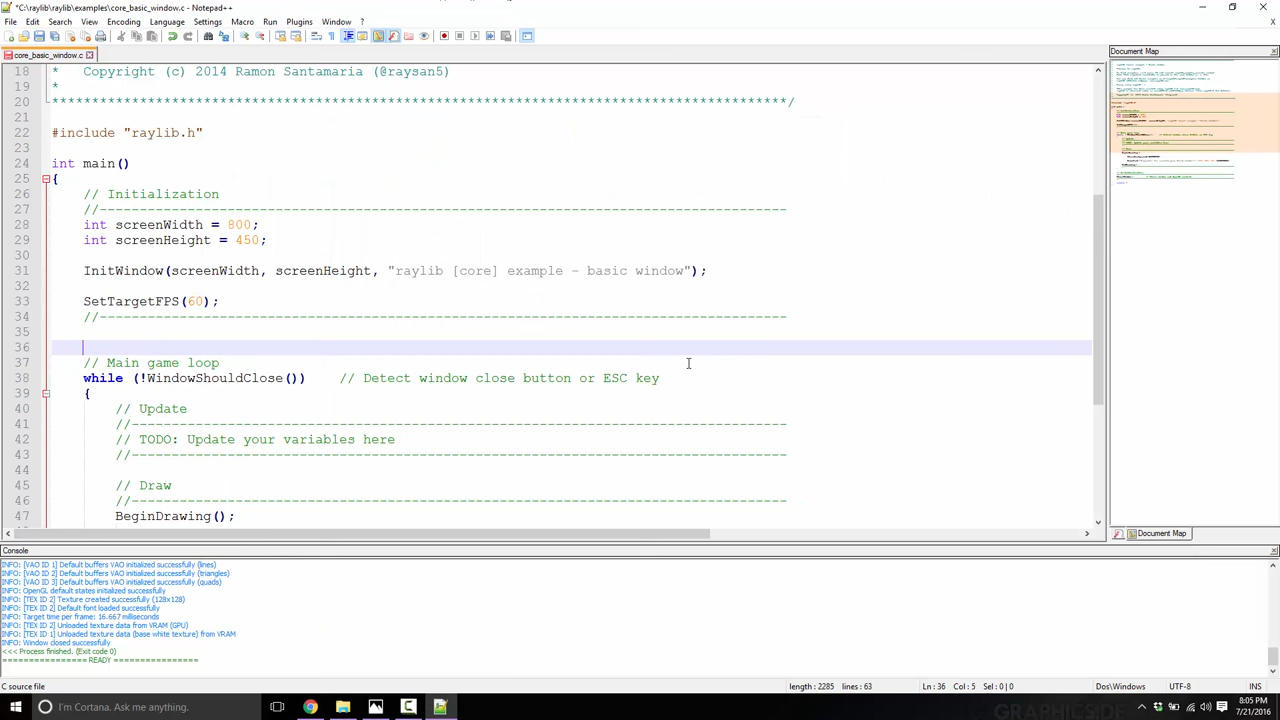 *C:\raylib\raylib\examples\core_basic_window.c - Notepad++
File Edit Search View Encoding Language Settings Macro Run Plugins Window ?
X
core_basic_window.c
Document Map
18 * Copyright (c) 2014 Ramon Santamaria (@raysan5)
19 *
20 **********************************************************************************************/
21
22 #include "raylib.h"
23
24 int main()
25 {
26 // Initialization
27 //--------------------------------------------------------------------------------------
28 int screenWidth = 800;
29 int screenHeight = 450;
30
31 InitWindow(screenWidth, screenHeight, "raylib [core] example - basic window");
32
33 SetTargetFPS(60);
34 //--------------------------------------------------------------------------------------
35
36
37 // Main game loop
38 while (!WindowShouldClose()) // Detect window close button or ESC key
39 {
40 // Update
41 //----------------------------------------------------------------------------------
42 // TODO: Update your variables here
43 //----------------------------------------------------------------------------------
44
45 // Draw
46 //----------------------------------------------------------------------------------
47 BeginDrawing();
Document Map
Console
INFO: [VAO ID 1] Default buffers VAO initialized successfully (lines)
INFO: [VAO ID 2] Default buffers VAO initialized successfully (triangles)
INFO: [VAO ID 3] Default buffers VAO initialized successfully (quads)
INFO: OpenGL default states initialized successfully
INFO: [TEX ID 2] Texture created successfully (128x128)
INFO: [TEX ID 2] Default font loaded successfully
INFO: Target time per frame: 16.667 milliseconds
INFO: [TEX ID 2] Unloaded texture data from VRAM (GPU)
INFO: [TEX ID 1] Unloaded texture data (base white texture) from VRAM
INFO: Window closed successfully
<<< Process finished. (Exit code 0)
================ READY ================
C source file length : 2285 lines : 63 Ln : 36 Col : 5 Sel : 0 | 0 Dos\Windows UTF-8 INS
I'm Cortana. Ask me anything.
8:05 PM
7/21/2016